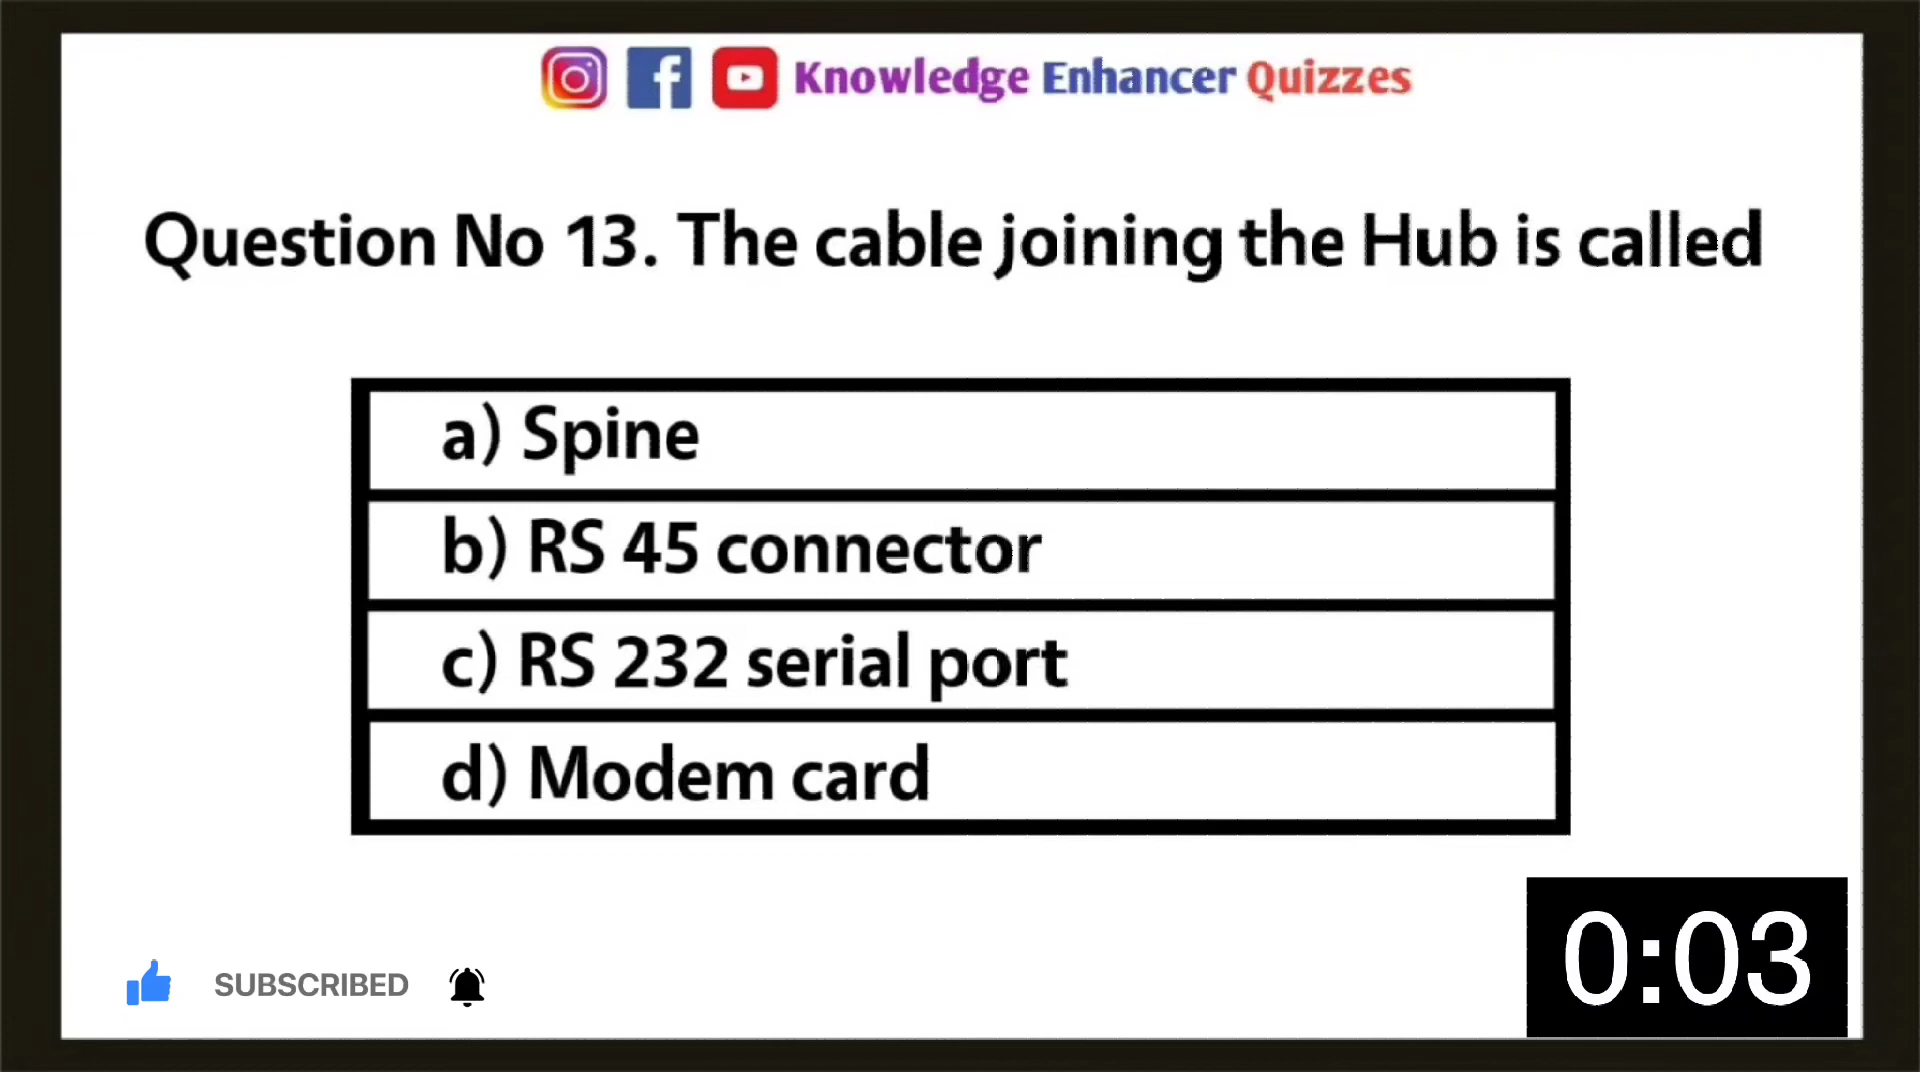 Knowledge Enhancer Quizzes
Question No 13. The cable joining the Hub is called
a) Spine
b) RS 45 connector
c) RS 232 serial port
d) Modem card
SUBSCRIBED
0:03